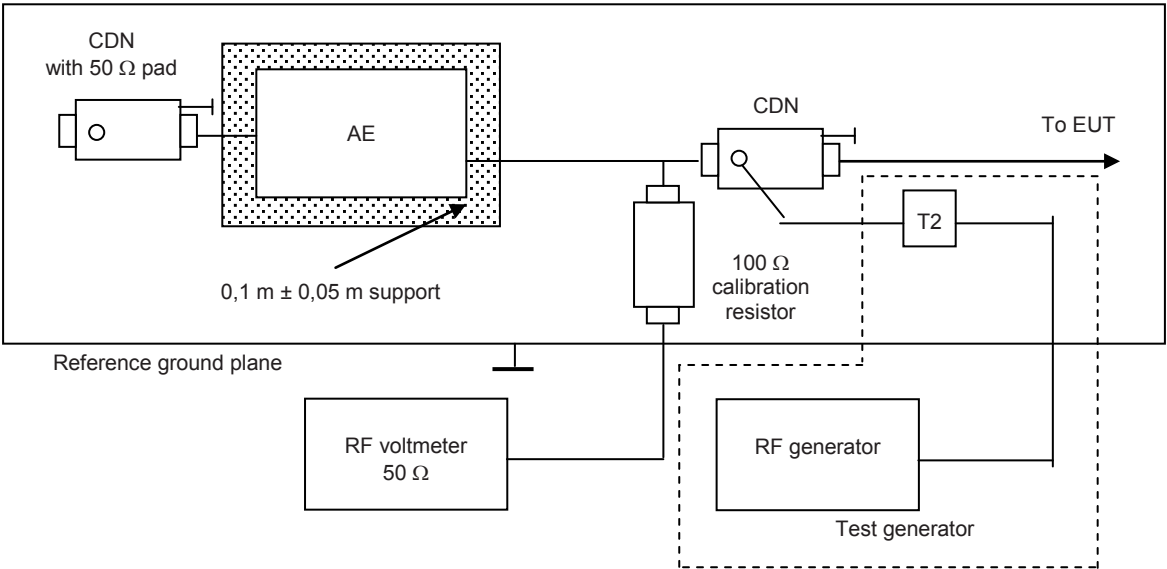 CDN
with 50 Ω pad
AE
CDN
To EUT
T2
0,1 m ± 0,05 m support
100 Ω
calibration
resistor
Reference ground plane
RF voltmeter
50 Ω
RF generator
Test generator